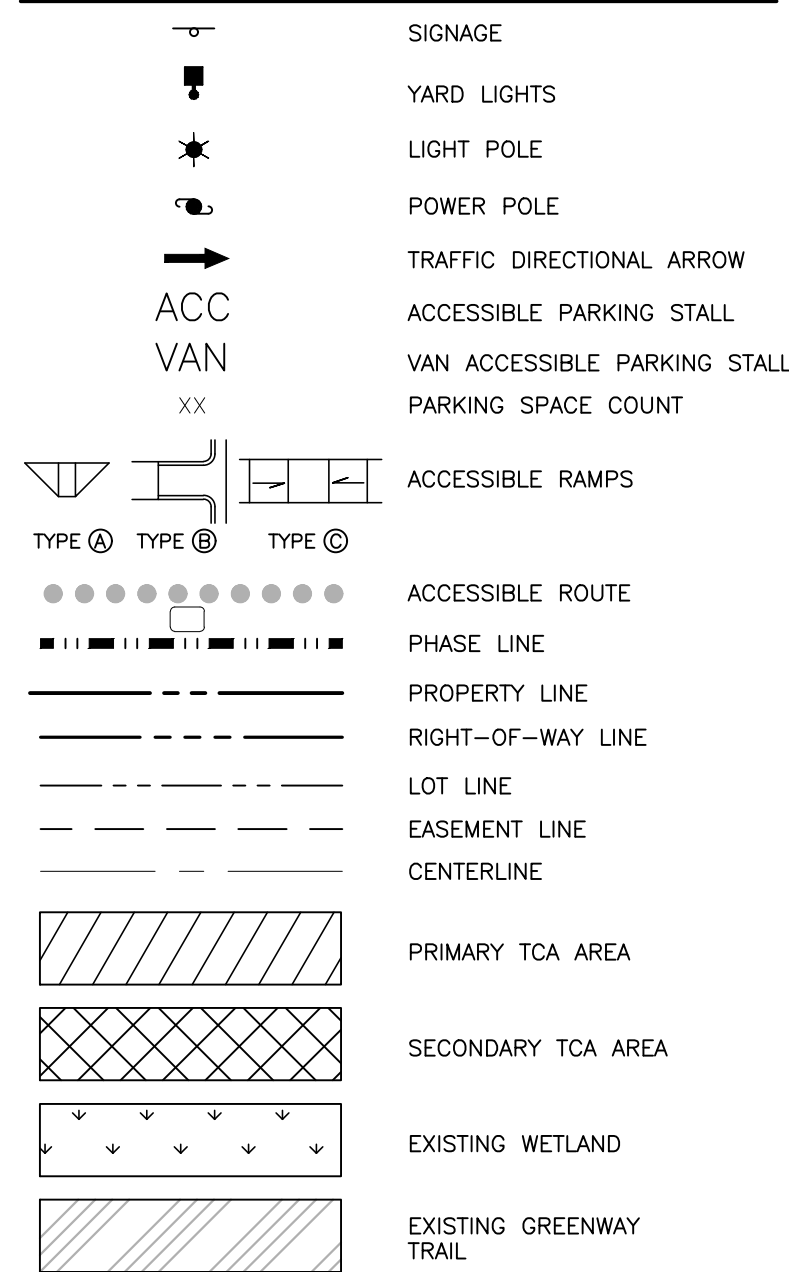 SIGNAGE
YARD LIGHTS
LIGHT POLE
POWER POLE
TRAFFIC DIRECTIONAL ARROW
ACC ACCESSIBLE PARKING STALL
VAN VAN ACCESSIBLE PARKING STALL
XX PARKING SPACE COUNT
ACCESSIBLE RAMPS
TYPE A TYPE B TYPE C
ACCESSIBLE ROUTE
PHASE LINE
PROPERTY LINE
RIGHT-OF-WAY LINE
LOT LINE
EASEMENT LINE
CENTERLINE
PRIMARY TCA AREA
SECONDARY TCA AREA
EXISTING WETLAND
EXISTING GREENWAY
TRAIL